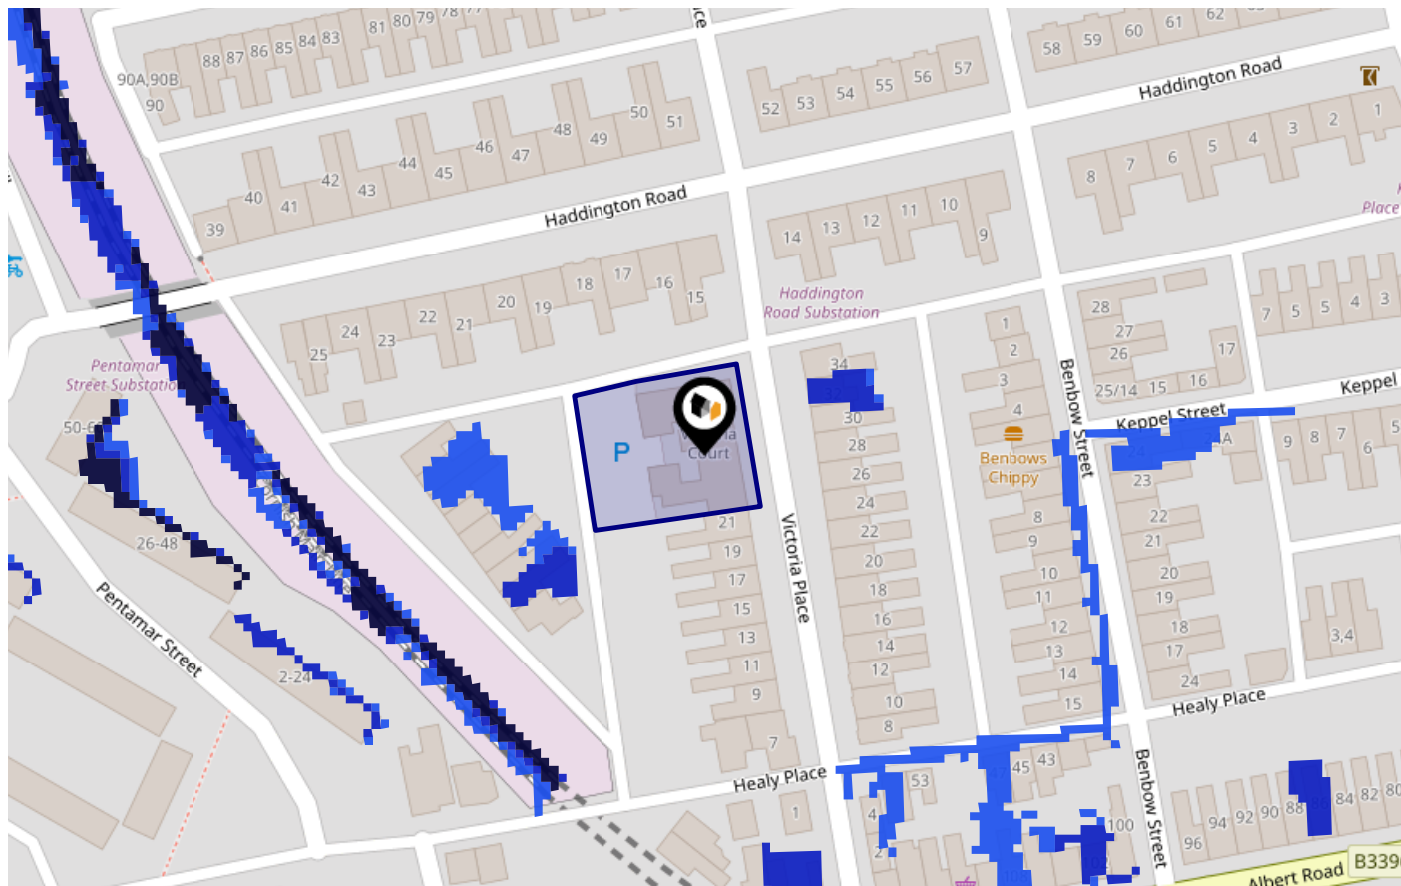 88 87 86 85 84 83 81 80 79
90A,90B
90
58 59 60 61 62
Haddington Road
52 53 54 55 56 57
1
2
3
4
5
6
7
8
50 51
48 49
46 47
44 45
42 43
40 41
39
Haddington Road
14 13 12 11 10 9
Haddington
Road Substation
25 24 23 22 21 20 19 18 17 16 15
Pentamar
Street Substatio
28
27
26
25/14 15 16 17
7 5 5 4 3
Keppel
Keppel Street
24A
9 8 7 6 5
1
2
3
4
Benbows
Chippy
8
9
10
11
12
13
14
15
Benbow Street
34
30
28
26
24
22
20
18
16
14
12
10
8
P
Court
21
19
17
15
13
11
9
7
Victoria Place
26-48
2-24
Pentamar Street
23
22
21
20
19
18
17
24
3,4
Healy Place
Healy Place
53
45 43
1
4
2
100
102
Benbow Street
96 94 92 90 88 86 84 82 80
Albert Road
B339